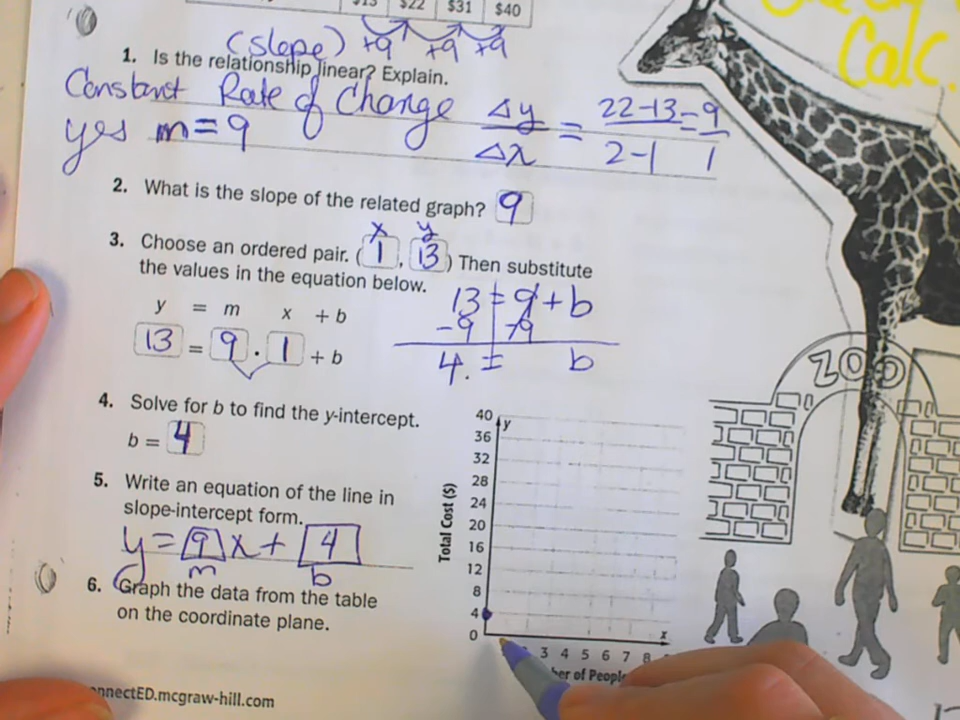 $13 $22 $31 $40
+9 +9 +9
Calc.
(slope)
1. Is the relationship linear? Explain.
Constant Rate of Change Δy/Δx = 22-13/2-1 = 9/1
yes m=9
2. What is the slope of the related graph? 9
x y
3. Choose an ordered pair. (1, 13) Then substitute
the values in the equation below.
y = m x + b
13 = 9 · 1 + b
13 = 9 + b
-9 -9
4. = b
4. Solve for b to find the y-intercept.
b = 4
5. Write an equation of the line in
slope-intercept form.
y = 9 x + 4
m b
6. Graph the data from the table
on the coordinate plane.
Total Cost ($)
40
36
32
28
24
20
16
12
8
4
0
y
x
3 4 5 6 7 8
of People
ZOO
connectED.mcgraw-hill.com